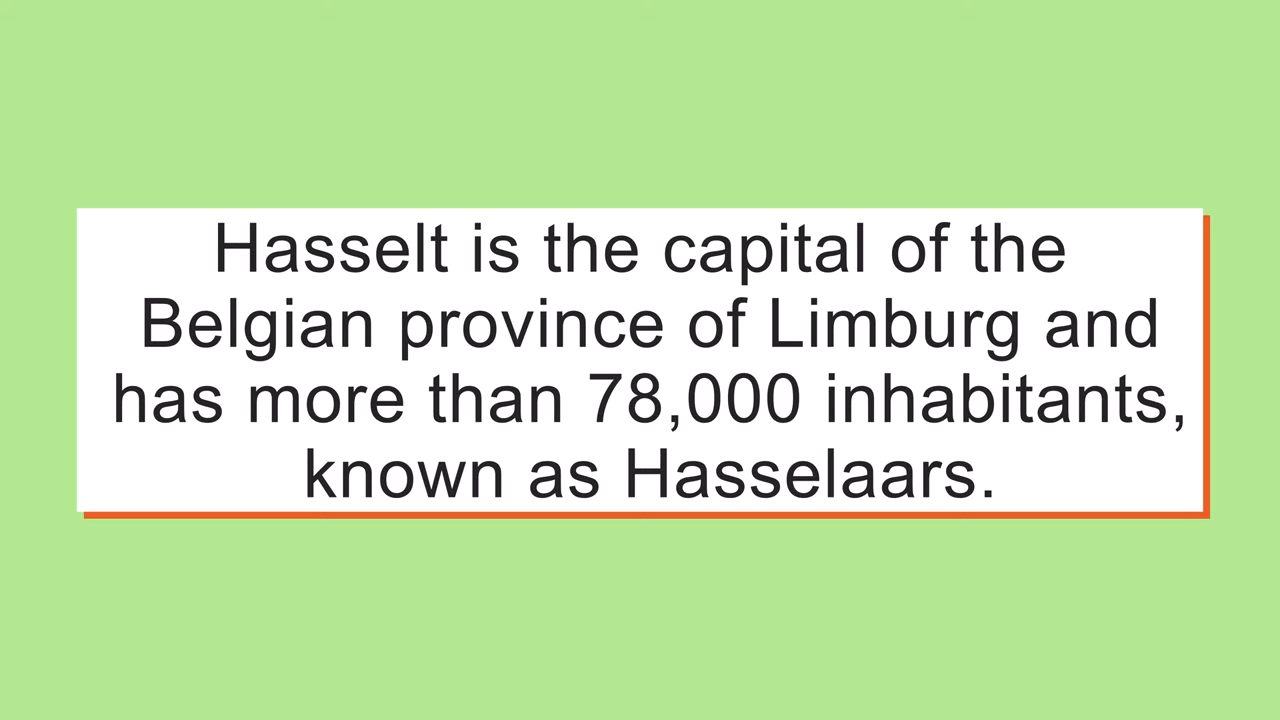 Hasselt is the capital of the
Belgian province of Limburg and
has more than 78,000 inhabitants,
known as Hasselaars.